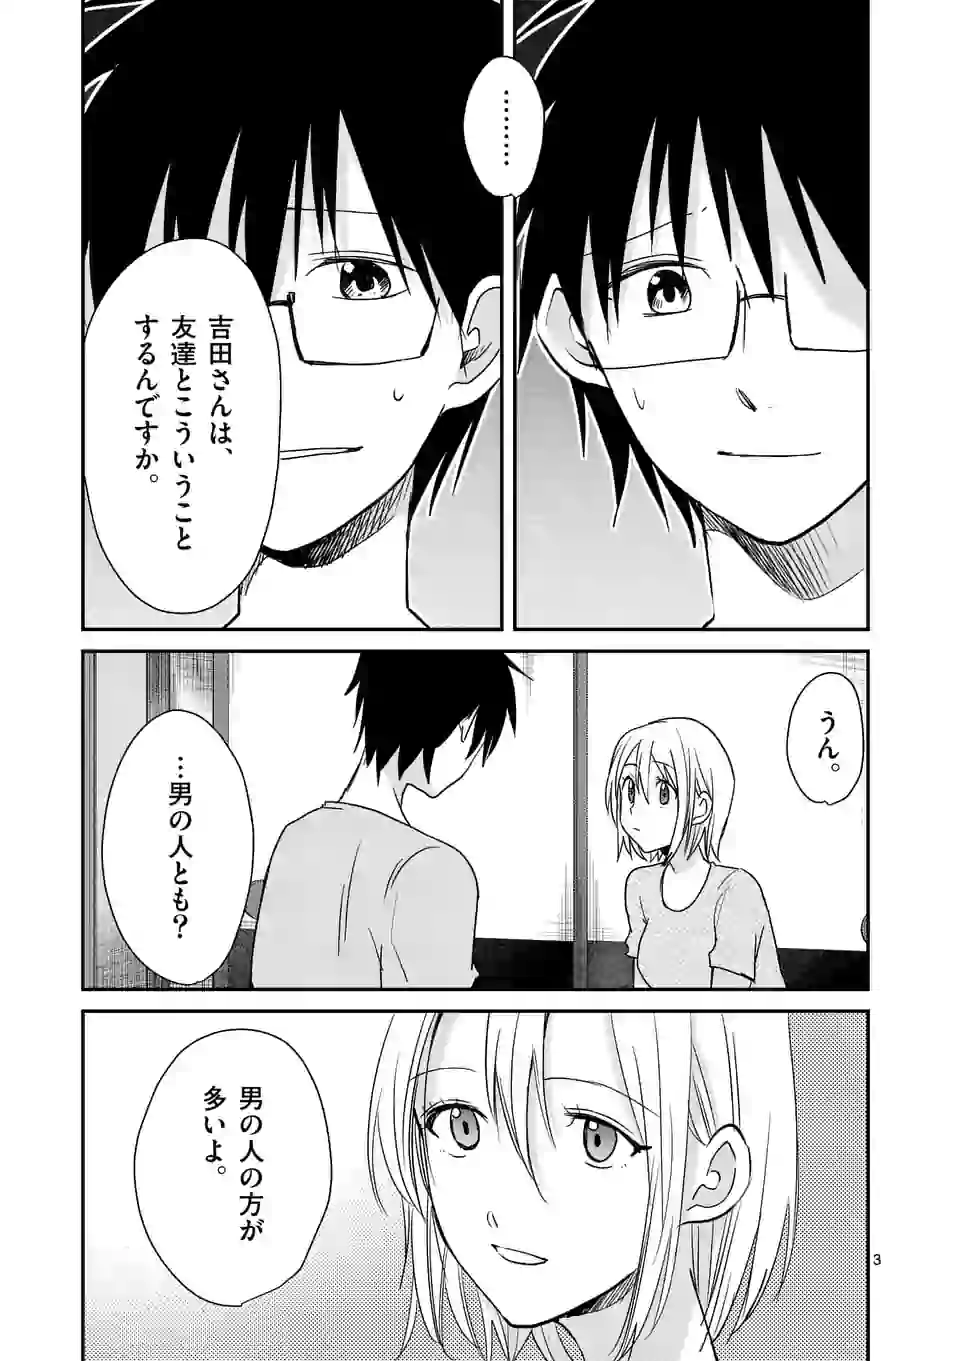 ………
吉田さんは、
友達とこういうこと
するんですか。
うん。
…男の人とも?
男の人の方が
多いよ。
3